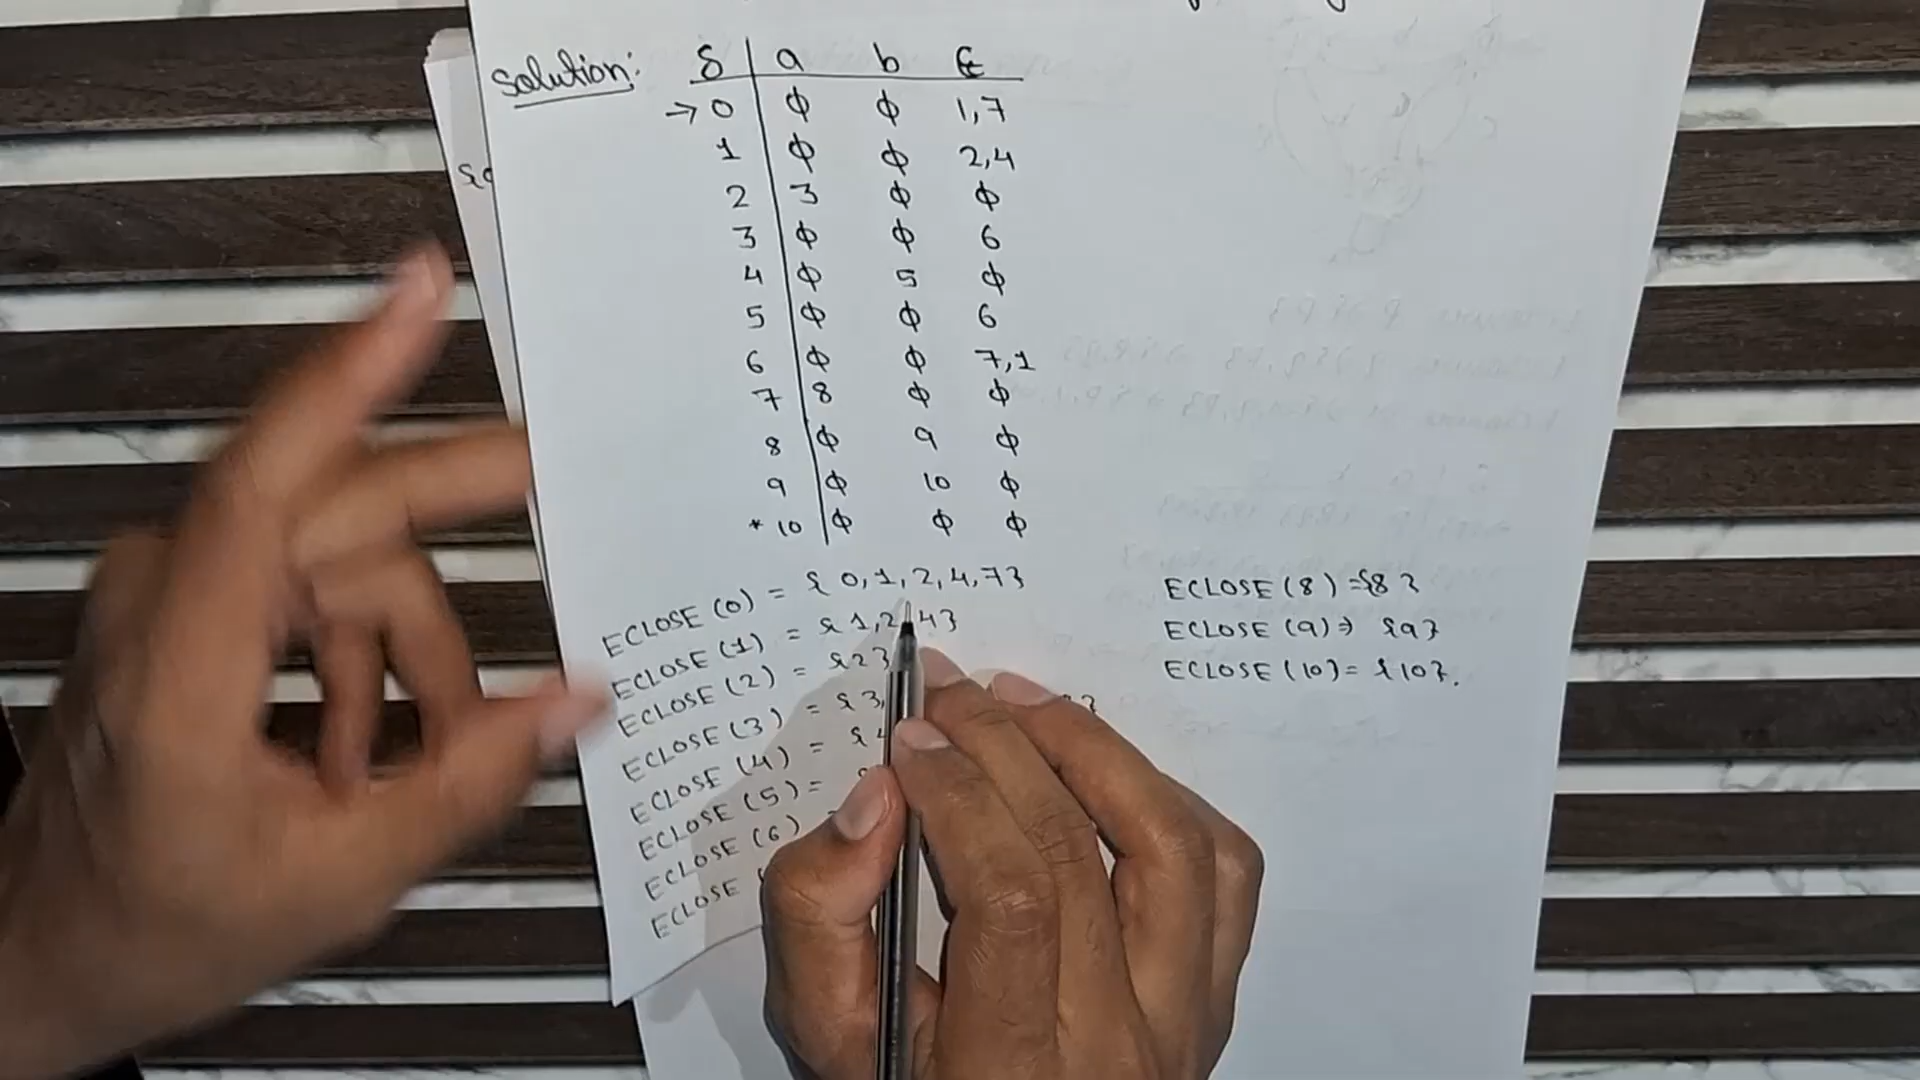 Solution:
δ a b ε
→ 0 ϕ ϕ 1,7
1 ϕ ϕ 2,4
2 3 ϕ ϕ
3 ϕ ϕ 6
4 ϕ 5 ϕ
5 ϕ ϕ 6
6 ϕ ϕ 7,1
7 8 ϕ ϕ
8 ϕ 9 ϕ
9 ϕ 10 ϕ
* 10 ϕ ϕ ϕ
ECLOSE (0) = {0,1,2,4,7}
ECLOSE (1) = {1,2 4}
ECLOSE (2) = {2}
ECLOSE (3) = {3,
ECLOSE (4) = {4
ECLOSE (5) =
ECLOSE (6)
ECLOSE
ECLOSE (8) = {8}
ECLOSE (9) ⇒ {9}
ECLOSE (10) = {10}.